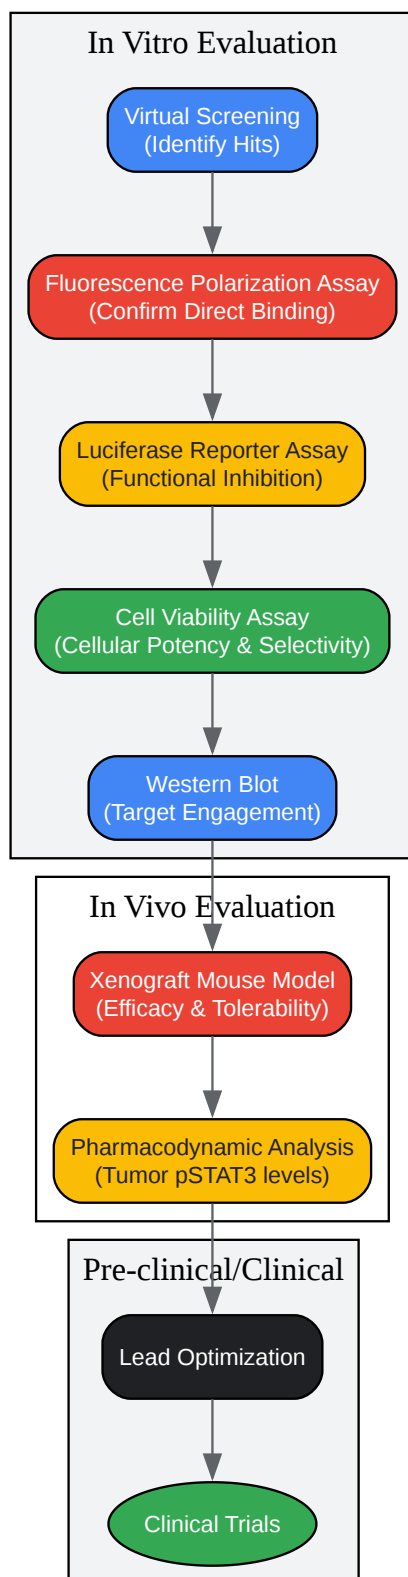 In Vitro Evaluation
Virtual Screening
(Identify Hits)
Fluorescence Polarization Assay
(Confirm Direct Binding)
Luciferase Reporter Assay
(Functional Inhibition)
Cell Viability Assay
(Cellular Potency & Selectivity)
Western Blot
(Target Engagement)
In Vivo Evaluation
Xenograft Mouse Model
(Efficacy & Tolerability)
Pharmacodynamic Analysis
(Tumor pSTAT3 levels)
Pre-clinical/Clinical
Lead Optimization
Clinical Trials